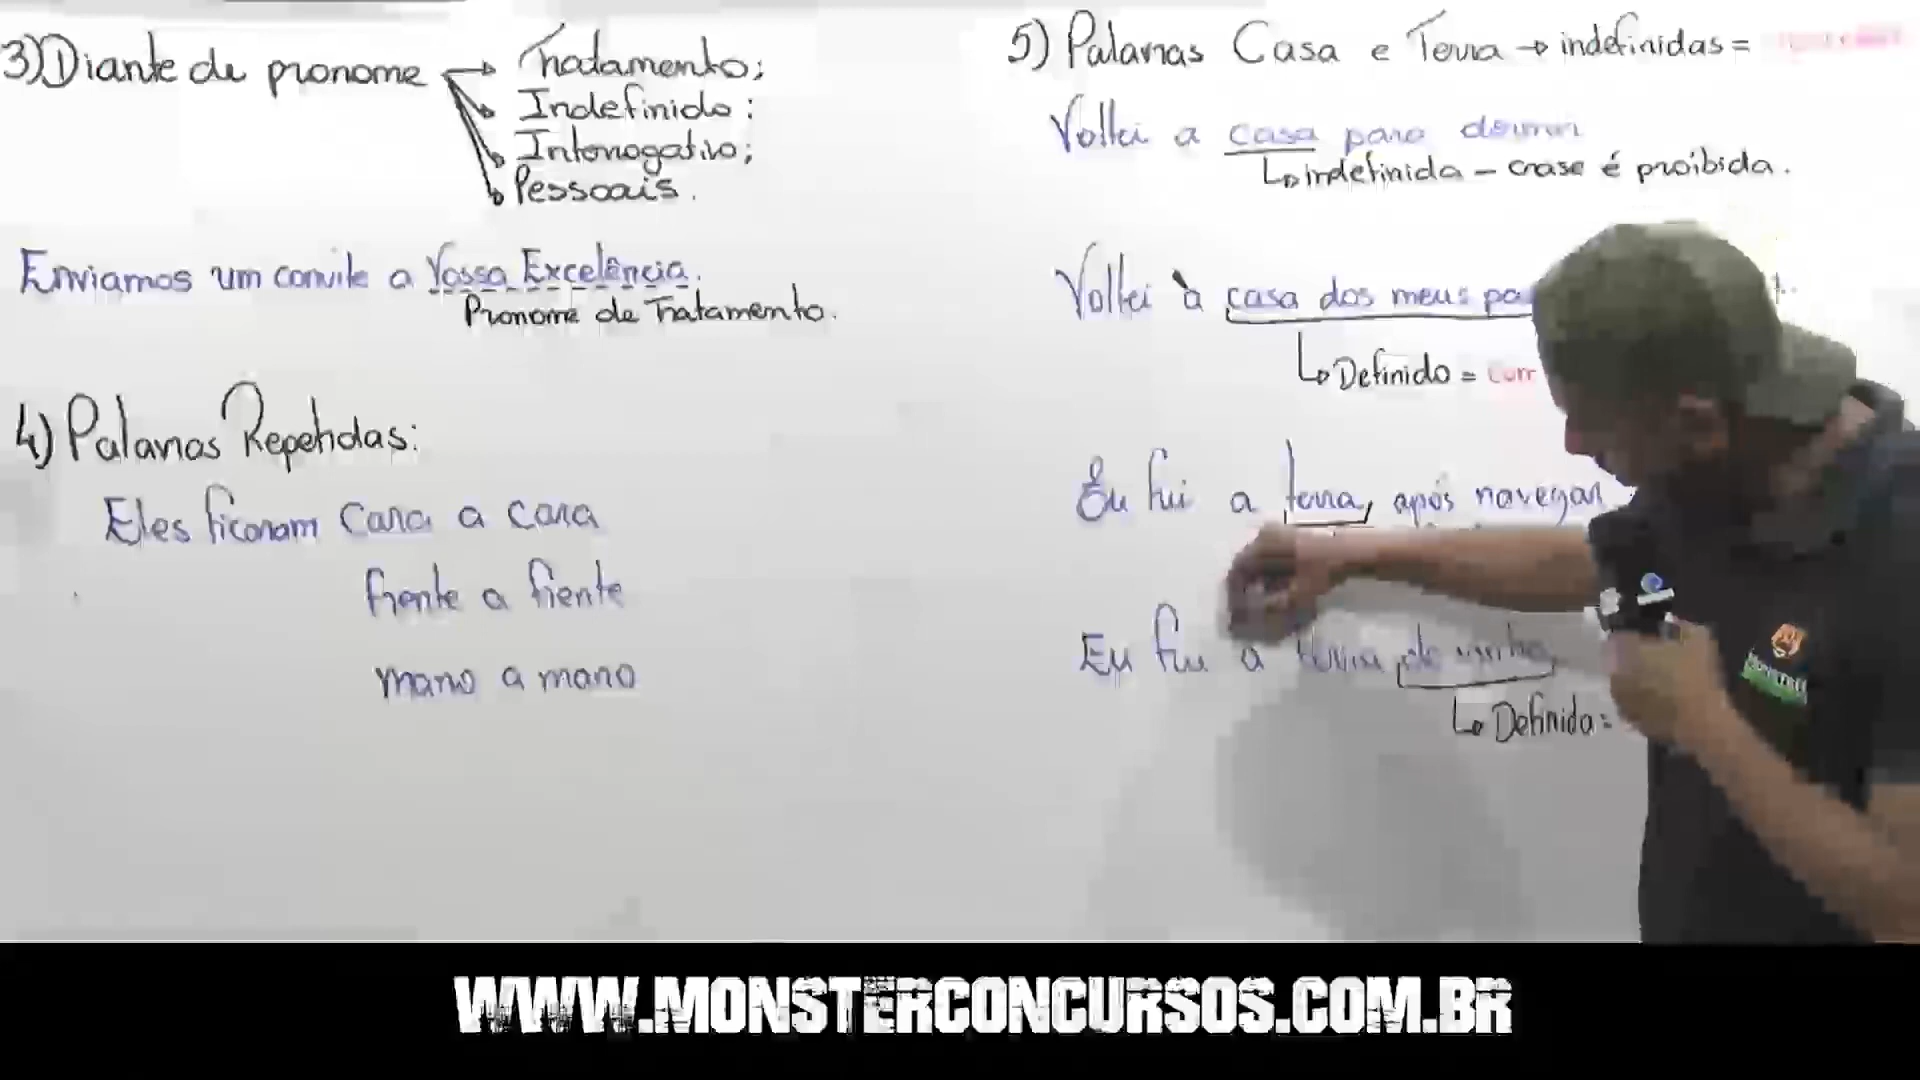 3) Diante de pronome → Tratamento;
Indefinido;
Interrogativo;
Pessoais.
Enviamos um convite a Vossa Excelência.
Pronome de Tratamento.
4) Palavras Repetidas:
Eles ficaram cara a cara
frente a frente
mano a mano
5) Palavras Casa e Terra → indefinidas =
Voltei a casa para dormir
↳ indefinida - crase é proibida.
Voltei à casa dos meus
↳ Definido = com
Eu fui a terra, após navegar
Eu fui a terra do
↳ Definida =
WWW.MONSTERCONCURSOS.COM.BR